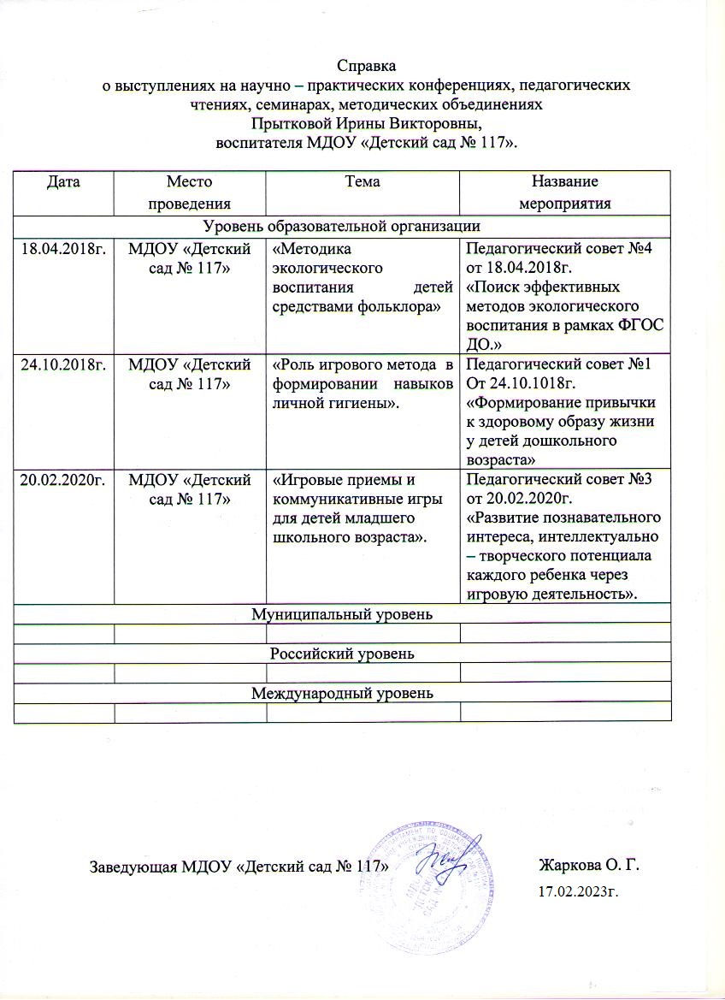 Справка
о выступлениях на научно – практических конференциях, педагогических
чтениях, семинарах, методических объединениях
Прытковой Ирины Викторовны,
воспитателя МДОУ «Детский сад № 117».
Дата
Место
проведения
Тема
Название
мероприятия
Уровень образовательной организации
18.04.2018г.
МДОУ «Детский
сад № 117»
«Методика
экологического
воспитания детей
средствами фольклора»
Педагогический совет №4
от 18.04.2018г.
«Поиск эффективных
методов экологического
воспитания в рамках ФГОС
ДО.»
24.10.2018г.
МДОУ «Детский
сад № 117»
«Роль игрового метода в
формировании навыков
личной гигиены».
Педагогический совет №1
От 24.10.1018г.
«Формирование привычки
к здоровому образу жизни
у детей дошкольного
возраста»
20.02.2020г.
МДОУ «Детский
сад № 117»
«Игровые приемы и
коммуникативные игры
для детей младшего
школьного возраста».
Педагогический совет №3
от 20.02.2020г.
«Развитие познавательного
интереса, интеллектуально
– творческого потенциала
каждого ребенка через
игровую деятельность».
Муниципальный уровень
Российский уровень
Международный уровень
Заведующая МДОУ «Детский сад № 117»
Жаркова О. Г.
17.02.2023г.